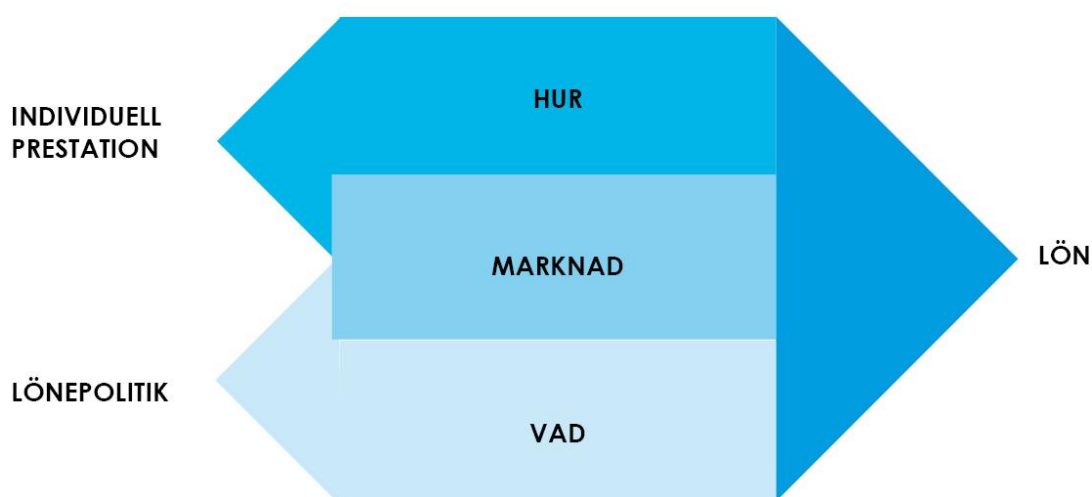 INDIVIDUELL
PRESTATION
HUR
MARKNAD
LÖN
LÖNEPOLITIK
VAD